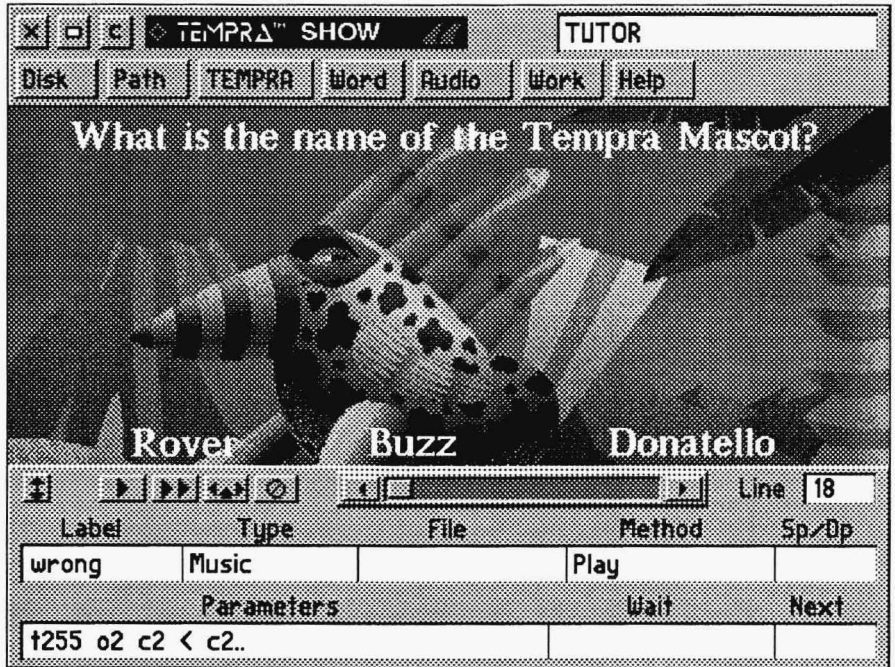 X C TEMPRA™ SHOW TUTOR
Disk Path TEMPRA Word Audio Work Help
What is the name of the Tempra Mascot?
Rover Buzz Donatello
Line 18
Label Type File Method Sp/Op
wrong Music Play
Parameters Wait Next
t255 o2 c2 < c2..